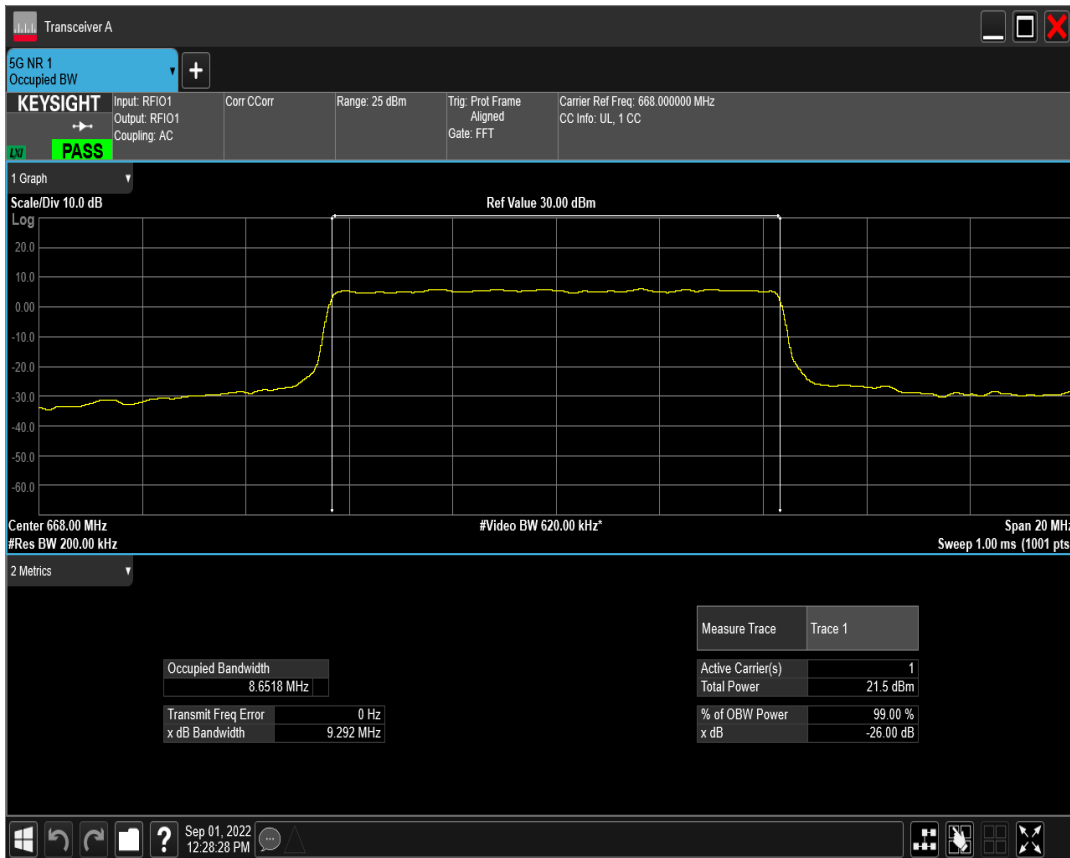 Transceiver A
5G NR 1
Occupied BW
KEYSIGHT
LXI
PASS
Input: RFIO1
Output: RFIO1
Coupling: AC
Corr CCorr
Range: 25 dBm
Trig: Prot Frame
Aligned
Gate: FFT
Carrier Ref Freq: 668.000000 MHz
CC Info: UL, 1 CC
1 Graph
Scale/Div 10.0 dB
Ref Value 30.00 dBm
Log
20.0
10.0
0.00
-10.0
-20.0
-30.0
-40.0
-50.0
-60.0
Center 668.00 MHz
#Video BW 620.00 kHz*
Span 20 MHz
#Res BW 200.00 kHz
Sweep 1.00 ms (1001 pts
2 Metrics
Measure Trace Trace 1
Occupied Bandwidth
8.6518 MHz
Active Carrier(s) 1
Total Power 21.5 dBm
Transmit Freq Error 0 Hz
x dB Bandwidth 9.292 MHz
% of OBW Power 99.00 %
x dB -26.00 dB
Sep 01, 2022
12:28:28 PM